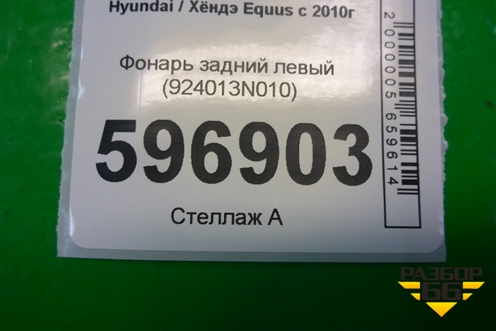 Hyundai / Хёндэ Equus с 2010г
Фонарь задний левый
(924013N010)
596903
Стеллаж А
2000005659614
РАЗБОР
66